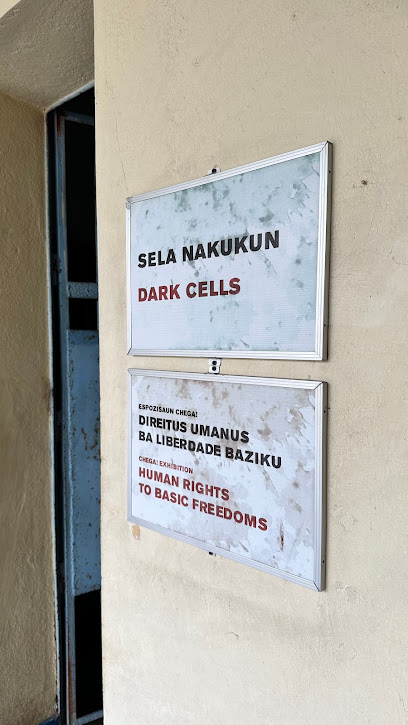 SELA NAKUKUN
DARK CELLS
ESPOZISAUN CHEGA!
DIREITUS UMANUS
BA LIBERDADE BAZIKU
CHEGA! EXHIBITION
HUMAN RIGHTS
TO BASIC FREEDOMS